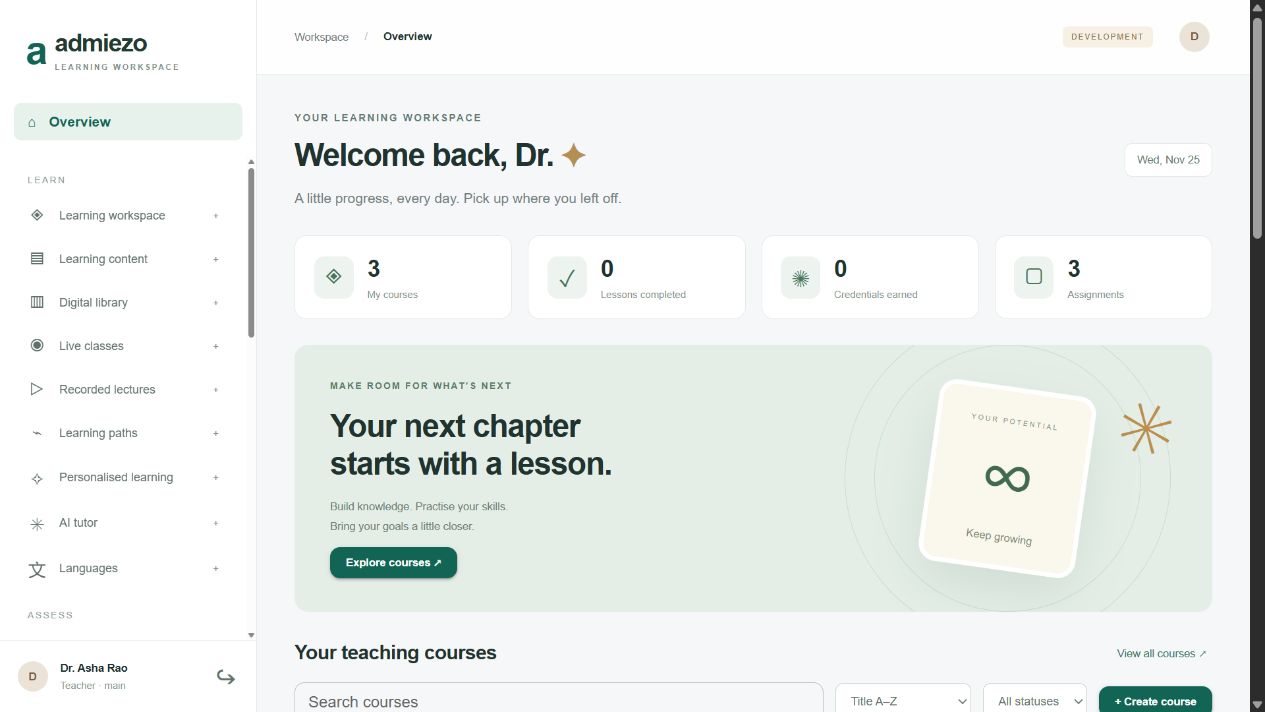 a admiezo
LEARNING WORKSPACE
Overview
LEARN
Learning workspace +
Learning content +
Digital library +
Live classes +
Recorded lectures +
Learning paths +
Personalised learning +
AI tutor +
文 Languages +
ASSESS
D
Dr. Asha Rao
Teacher · main
Workspace / Overview
DEVELOPMENT
D
YOUR LEARNING WORKSPACE
Welcome back, Dr.
Wed, Nov 25
A little progress, every day. Pick up where you left off.
3
My courses
0
Lessons completed
0
Credentials earned
3
Assignments
MAKE ROOM FOR WHAT'S NEXT
Your next chapter
starts with a lesson.
Build knowledge. Practise your skills.
Bring your goals a little closer.
Explore courses ↗
YOUR POTENTIAL
∞
Keep growing
Your teaching courses
View all courses ↗
Search courses
Title A–Z
All statuses
+ Create course